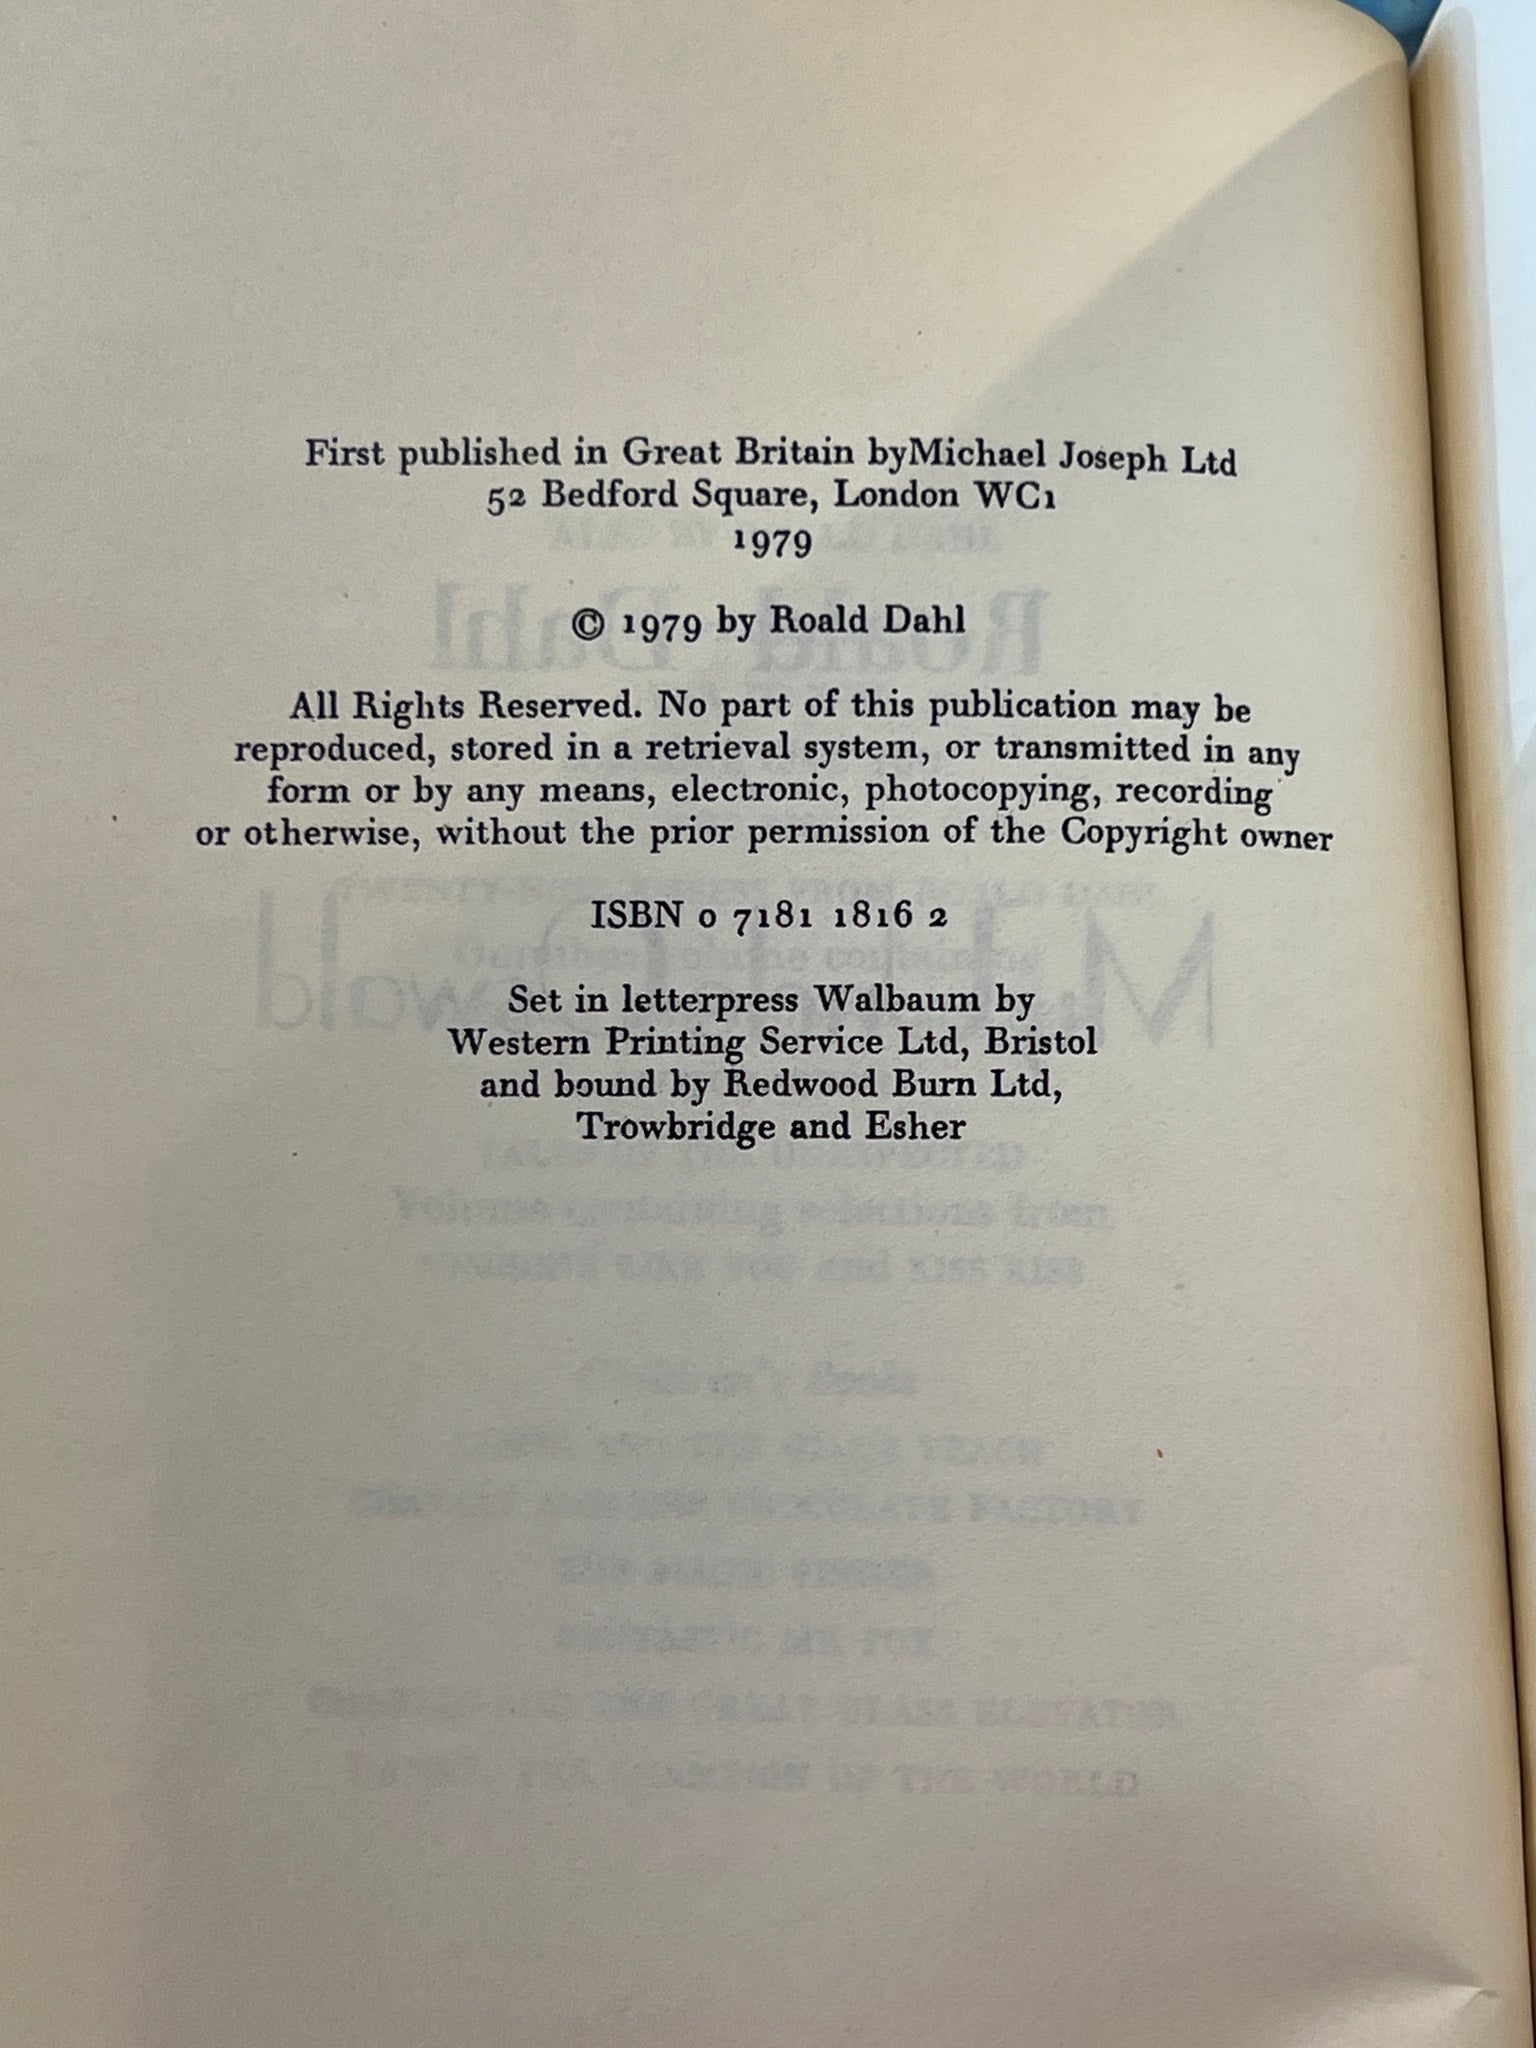 First published in Great Britain byMichael Joseph Ltd
52 Bedford Square, London WC1
1979
© 1979 by Roald Dahl
All Rights Reserved. No part of this publication may be
reproduced, stored in a retrieval system, or transmitted in any
form or by any means, electronic, photocopying, recording
or otherwise, without the prior permission of the Copyright owner
ISBN 0 7181 1816 2
Set in letterpress Walbaum by
Western Printing Service Ltd, Bristol
and bound by Redwood Burn Ltd,
Trowbridge and Esher